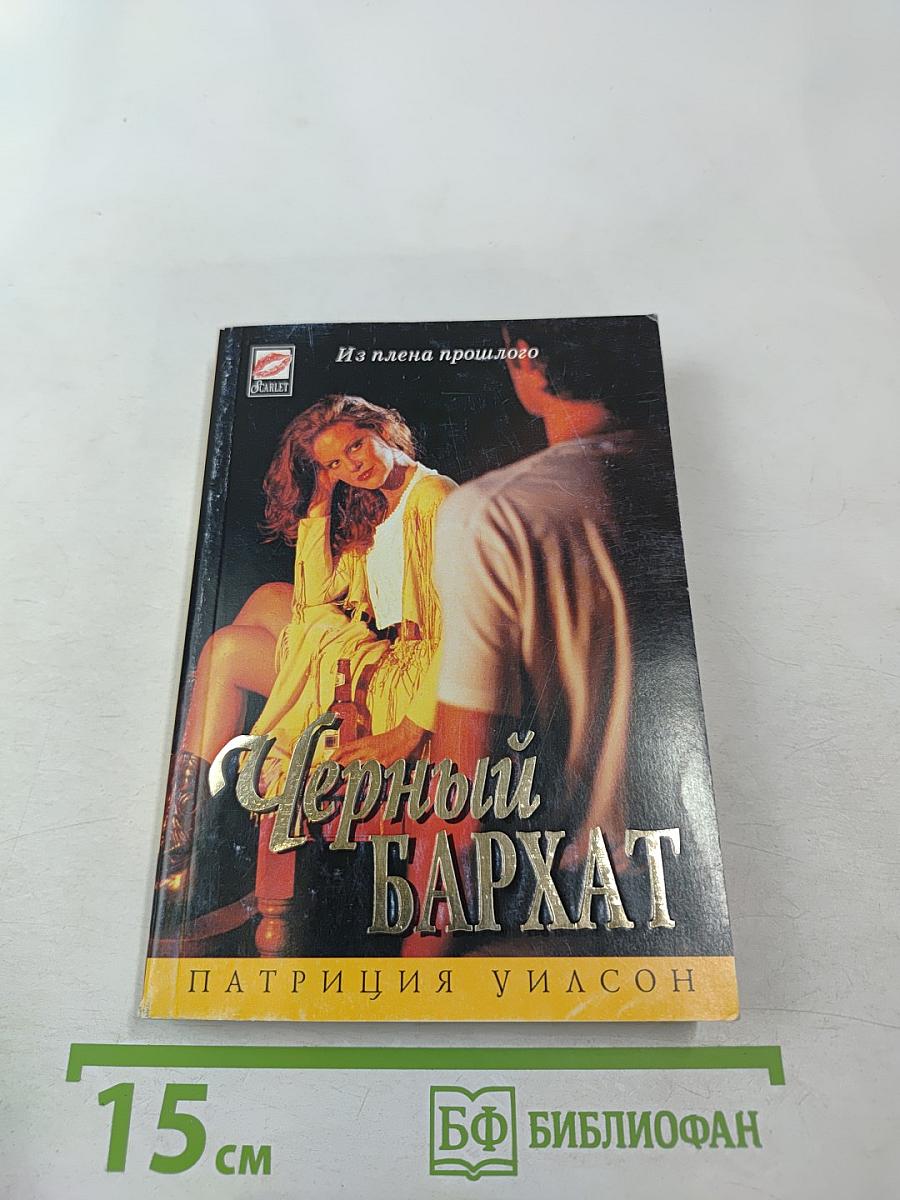 Из плена прошлого
SCARLET
Черный
БАРХАТ
ПАТРИЦИЯ УИЛСОН
15 см
БФ БИБЛИОФАН